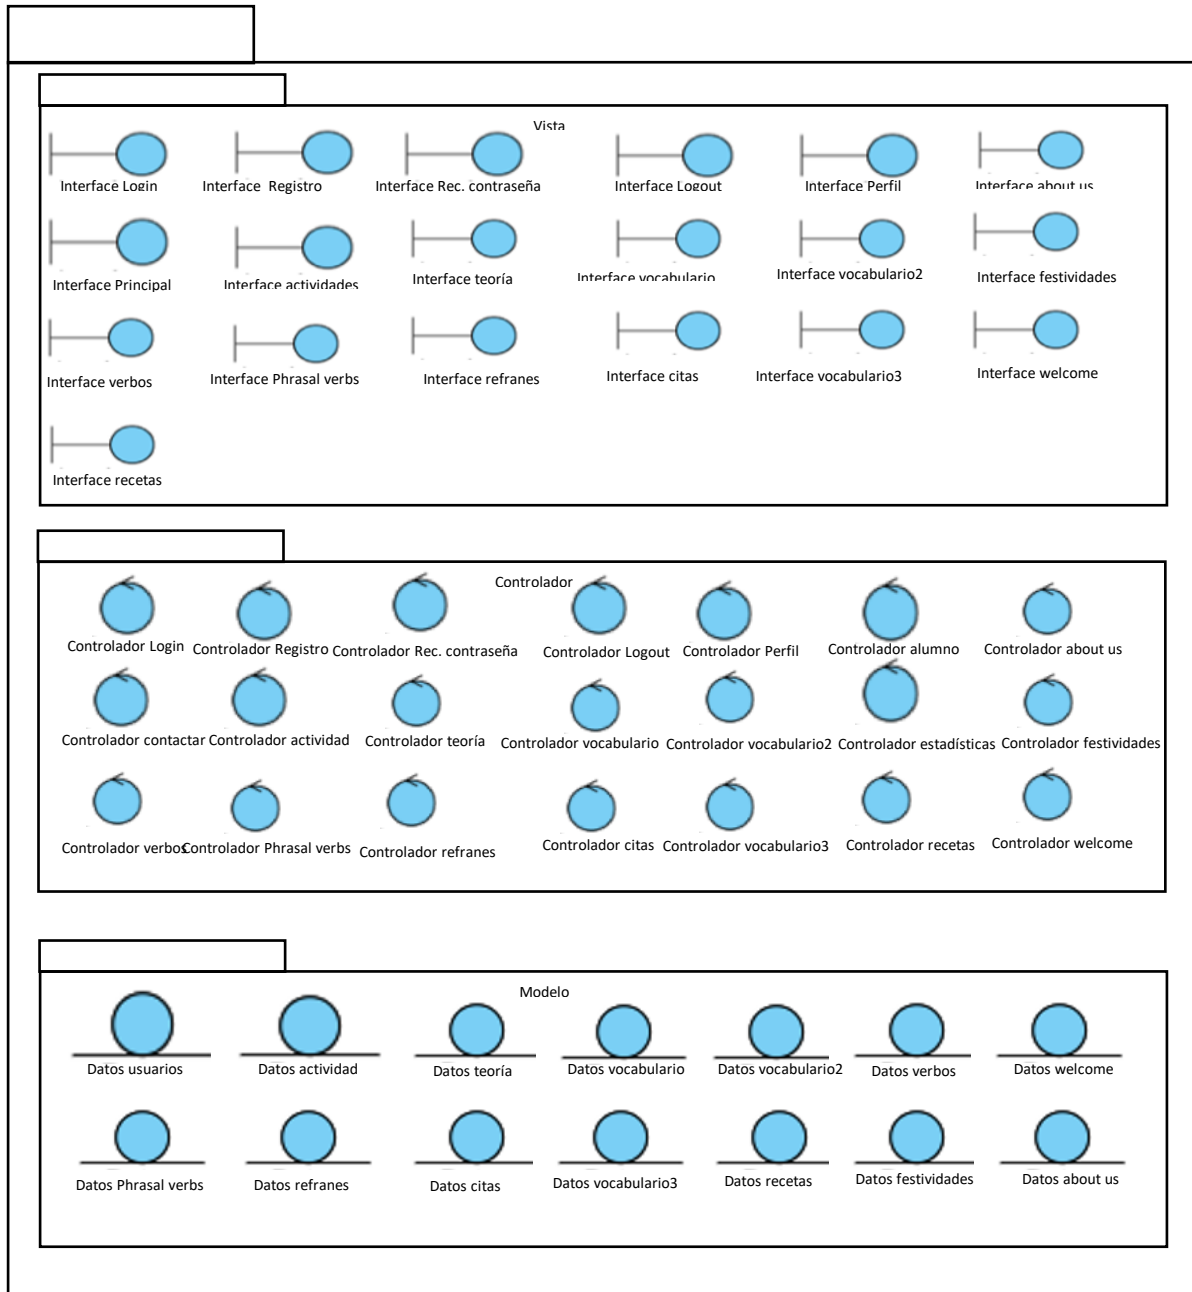 Vista
Interface Login
Interface Registro
Interface Rec. contraseña
Interface Logout
Interface Perfil
Interface about us
Interface Principal
Interface actividades
Interface teoría
Interface vocabulario
Interface vocabulario2
Interface festividades
Interface verbos
Interface Phrasal verbs
Interface refranes
Interface citas
Interface vocabulario3
Interface welcome
Interface recetas
Controlador
Controlador Login
Controlador Registro
Controlador Rec. contraseña
Controlador Logout
Controlador Perfil
Controlador alumno
Controlador about us
Controlador contactar
Controlador actividad
Controlador teoría
Controlador vocabulario
Controlador vocabulario2
Controlador estadísticas
Controlador festividades
Controlador verbos
Controlador Phrasal verbs
Controlador refranes
Controlador citas
Controlador vocabulario3
Controlador recetas
Controlador welcome
Modelo
Datos usuarios
Datos actividad
Datos teoría
Datos vocabulario
Datos vocabulario2
Datos verbos
Datos welcome
Datos Phrasal verbs
Datos refranes
Datos citas
Datos vocabulario3
Datos recetas
Datos festividades
Datos about us